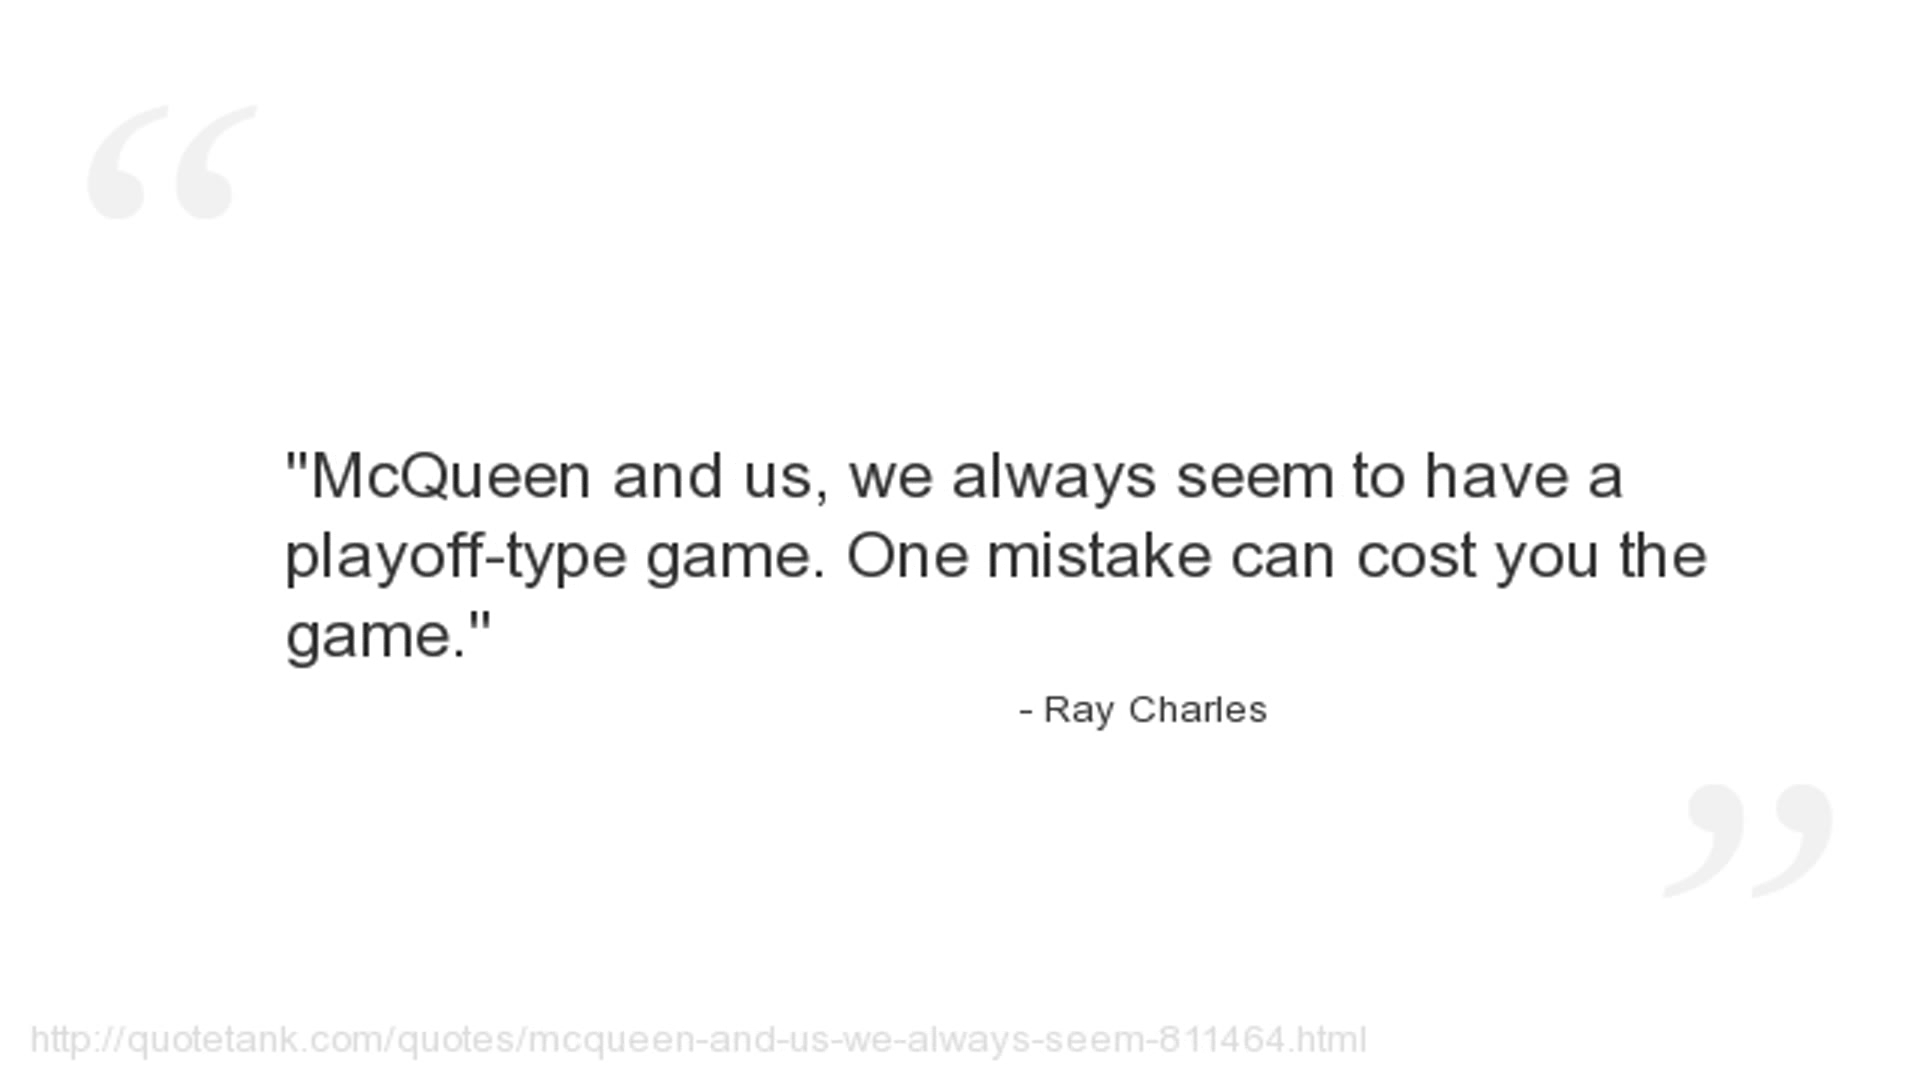 "McQueen and us, we always seem to have a
playoff-type game. One mistake can cost you the
game."
- Ray Charles
http://quotetank.com/quotes/mcqueen-and-us-we-always-seem-811464.html